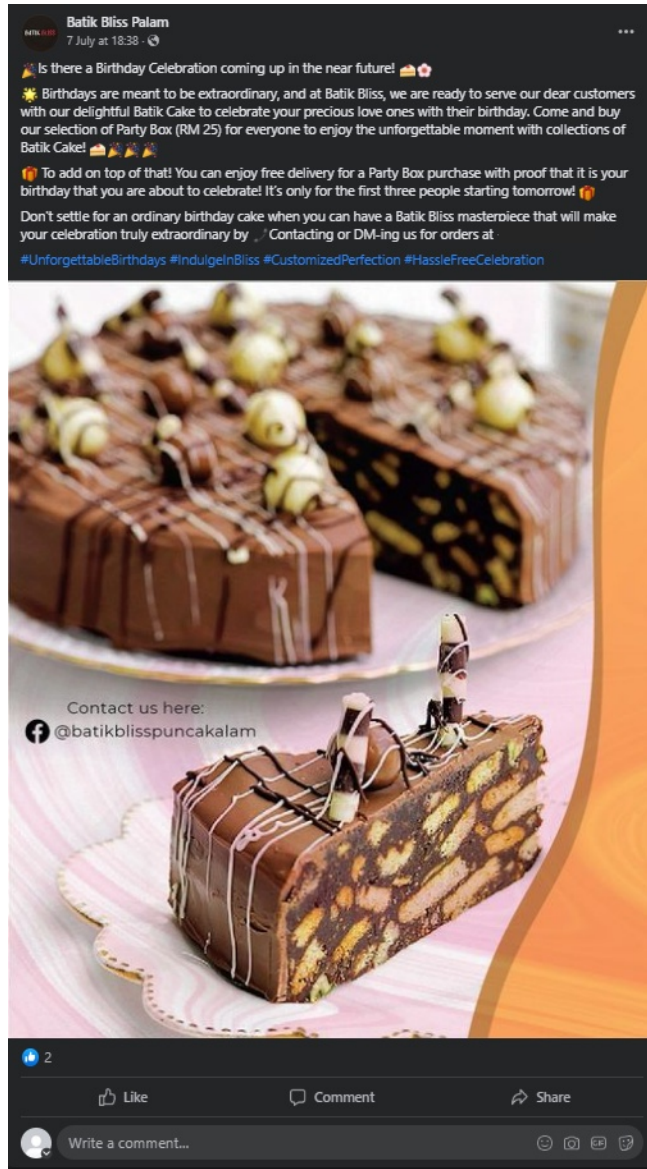 BATIK BLISS
Batik Bliss Palam
7 July at 18:38 ·
Is there a Birthday Celebration coming up in the near future!
Birthdays are meant to be extraordinary, and at Batik Bliss, we are ready to serve our dear customers
with our delightful Batik Cake to celebrate your precious love ones with their birthday. Come and buy
our selection of Party Box (RM 25) for everyone to enjoy the unforgettable moment with collections of
Batik Cake!
To add on top of that! You can enjoy free delivery for a Party Box purchase with proof that it is your
birthday that you are about to celebrate! It's only for the first three people starting tomorrow!
Don't settle for an ordinary birthday cake when you can have a Batik Bliss masterpiece that will make
your celebration truly extraordinary by Contacting or DM-ing us for orders at
#UnforgettableBirthdays #IndulgeInBliss #CustomizedPerfection #HassleFreeCelebration
Contact us here:
@batikblisspuncakalam
2
Like Comment Share
Write a comment...
GIF